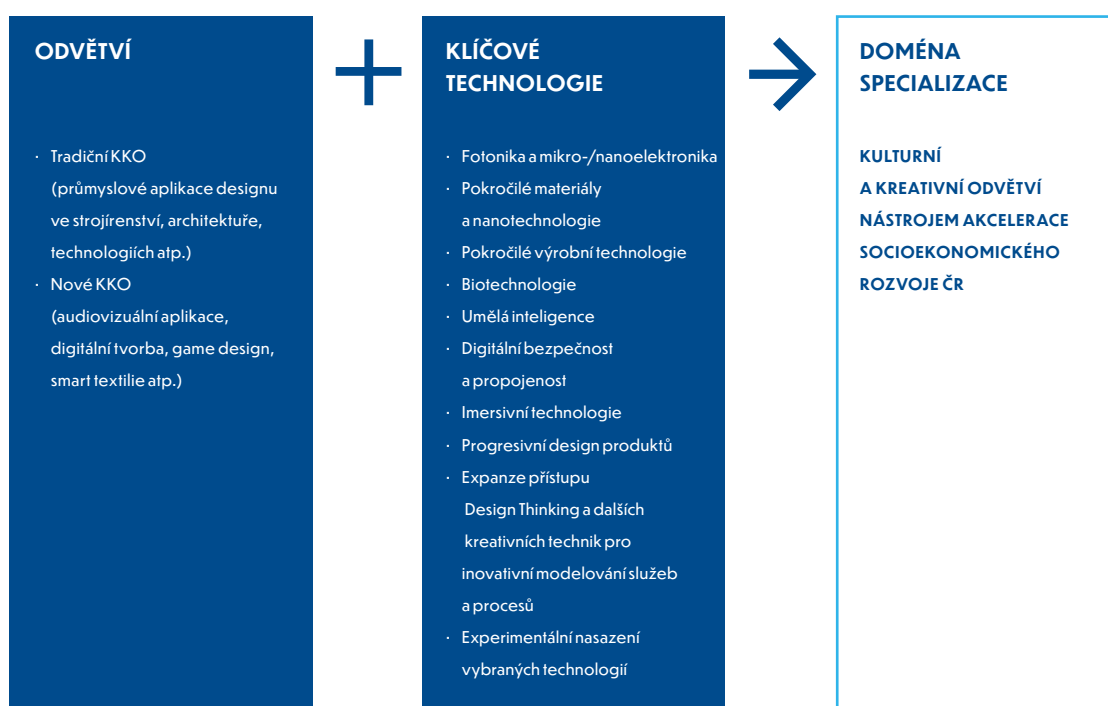 ODVĚTVÍ
· Tradiční KKO
(průmyslové aplikace designu
ve strojírenství, architektuře,
technologiích atp.)
· Nové KKO
(audiovizuální aplikace,
digitální tvorba, game design,
smart textilie atp.)
KLÍČOVÉ
TECHNOLOGIE
· Fotonika a mikro-/nanoelektronika
· Pokročilé materiály
a nanotechnologie
· Pokročilé výrobní technologie
· Biotechnologie
· Umělá inteligence
· Digitální bezpečnost
a propojenost
· Imersivní technologie
· Progresivní design produktů
· Expanze přístupu
Design Thinking a dalších
kreativních technik pro
inovativní modelování služeb
a procesů
· Experimentální nasazení
vybraných technologií
DOMÉNA
SPECIALIZACE
KULTURNÍ
A KREATIVNÍ ODVĚTVÍ
NÁSTROJEM AKCELERACE
SOCIOEKONOMICKÉHO
ROZVOJE ČR